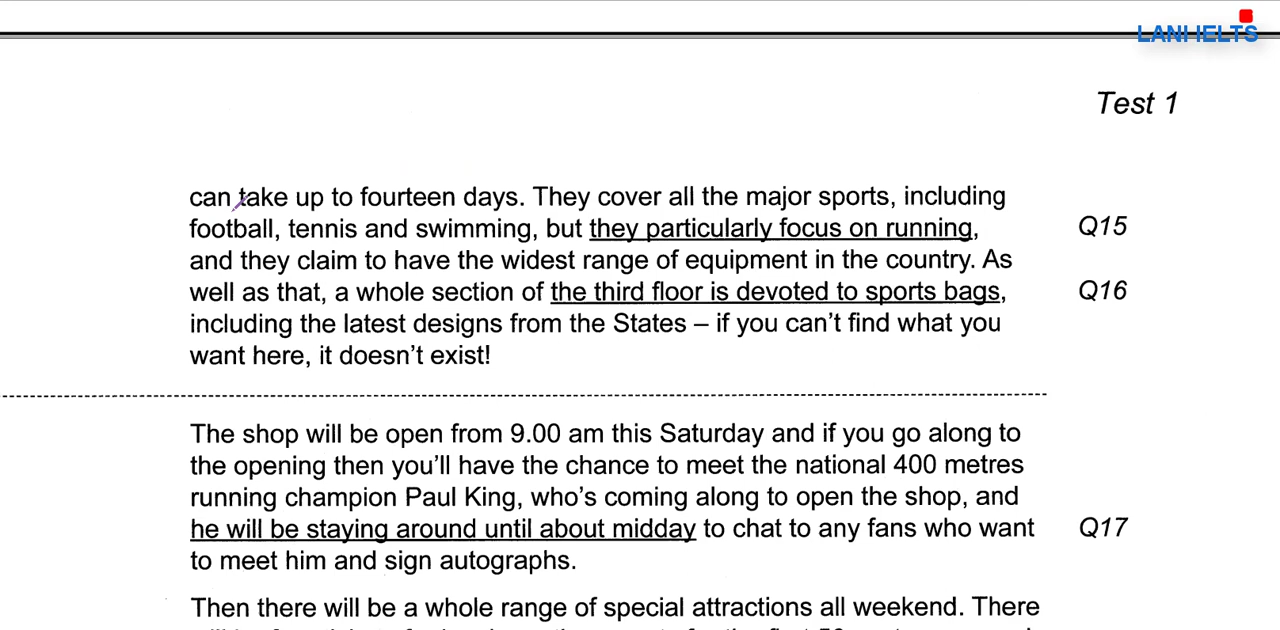 LANI IELTS
Test 1
can take up to fourteen days. They cover all the major sports, including
football, tennis and swimming, but they particularly focus on running, Q15
and they claim to have the widest range of equipment in the country. As
well as that, a whole section of the third floor is devoted to sports bags, Q16
including the latest designs from the States – if you can’t find what you
want here, it doesn’t exist!
The shop will be open from 9.00 am this Saturday and if you go along to
the opening then you’ll have the chance to meet the national 400 metres
running champion Paul King, who’s coming along to open the shop, and
he will be staying around until about midday to chat to any fans who want Q17
to meet him and sign autographs.
Then there will be a whole range of special attractions all weekend. There